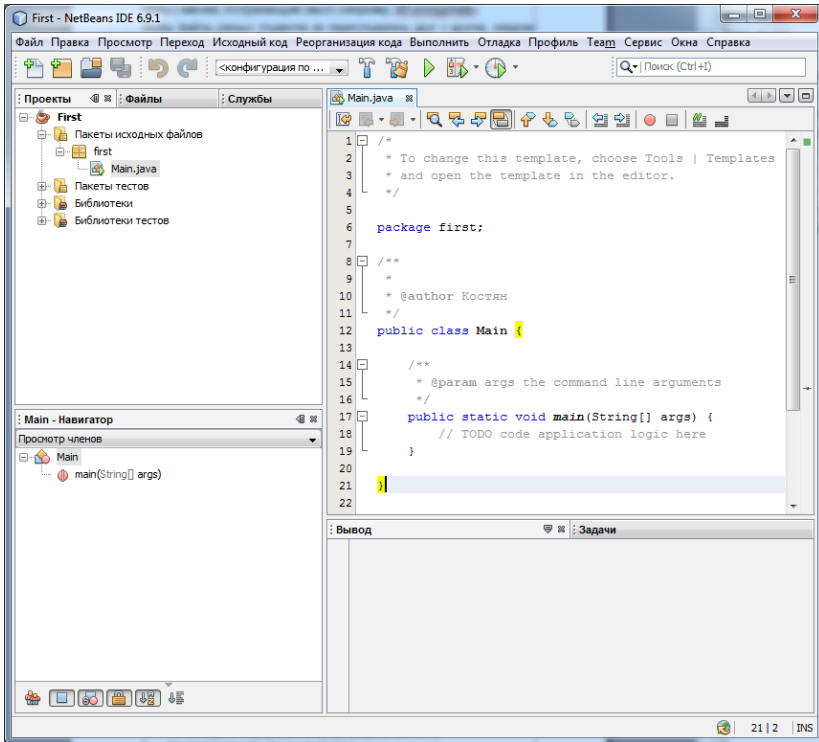 First - NetBeans IDE 6.9.1
Файл Правка Просмотр Переход Исходный код Реорганизация кода Выполнить Отладка Профиль Team Сервис Окна Справка
<конфигурация по ... Поиск (Ctrl+I)
Проекты Файлы Службы
First
Пакеты исходных файлов
first
Main.java
Пакеты тестов
Библиотеки
Библиотеки тестов
Main - Навигатор
Просмотр членов
Main
main(String[] args)
Main.java
1 /*
2 * To change this template, choose Tools | Templates
3 * and open the template in the editor.
4 */
5
6 package first;
7
8 /**
9 *
10 * @author Костян
11 */
12 public class Main {
13
14 /**
15 * @param args the command line arguments
16 */
17 public static void main(String[] args) {
18 // TODO code application logic here
19 }
20
21 }
22
Вывод Задачи
21 | 2 INS